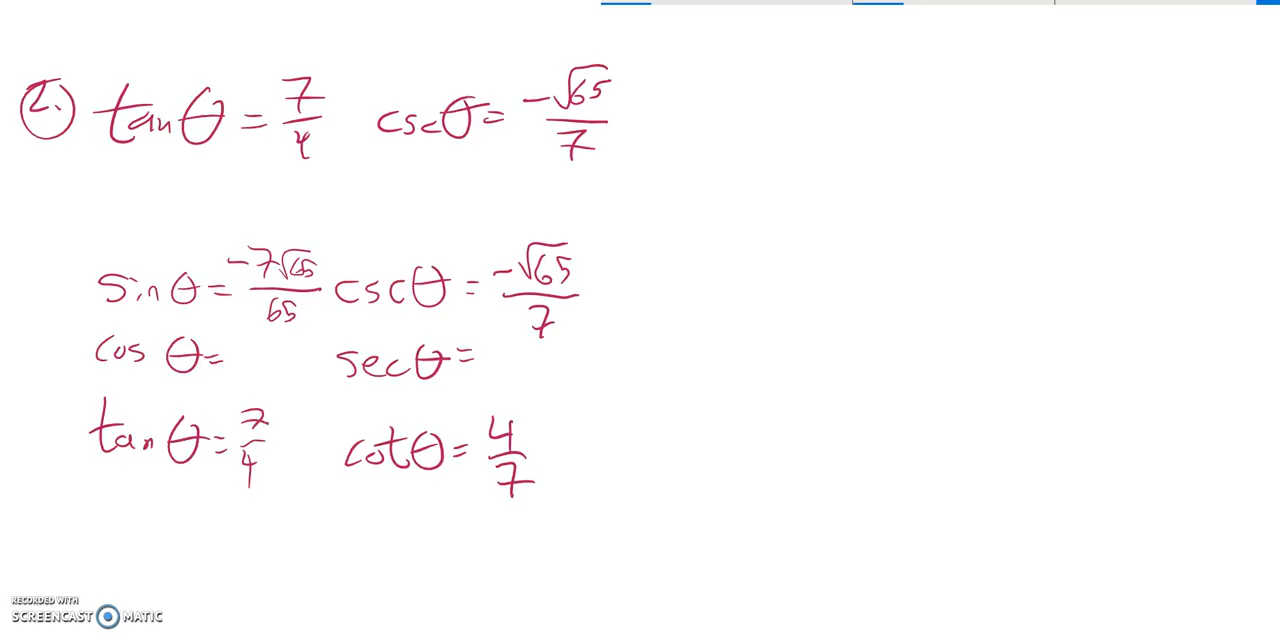 2. tanθ = 7/4 cscθ = -√65/7
sinθ = -7√65/65 cscθ = -√65/7
cos θ = secθ =
tanθ = 7/4 cotθ = 4/7
RECORDED WITH
SCREENCAST MATIC